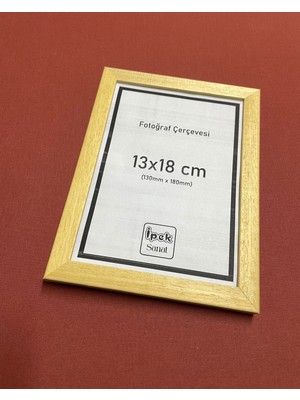 Fotoğraf Çerçevesi
13x18 cm
(130mm x 180mm)
İpek
Sanat